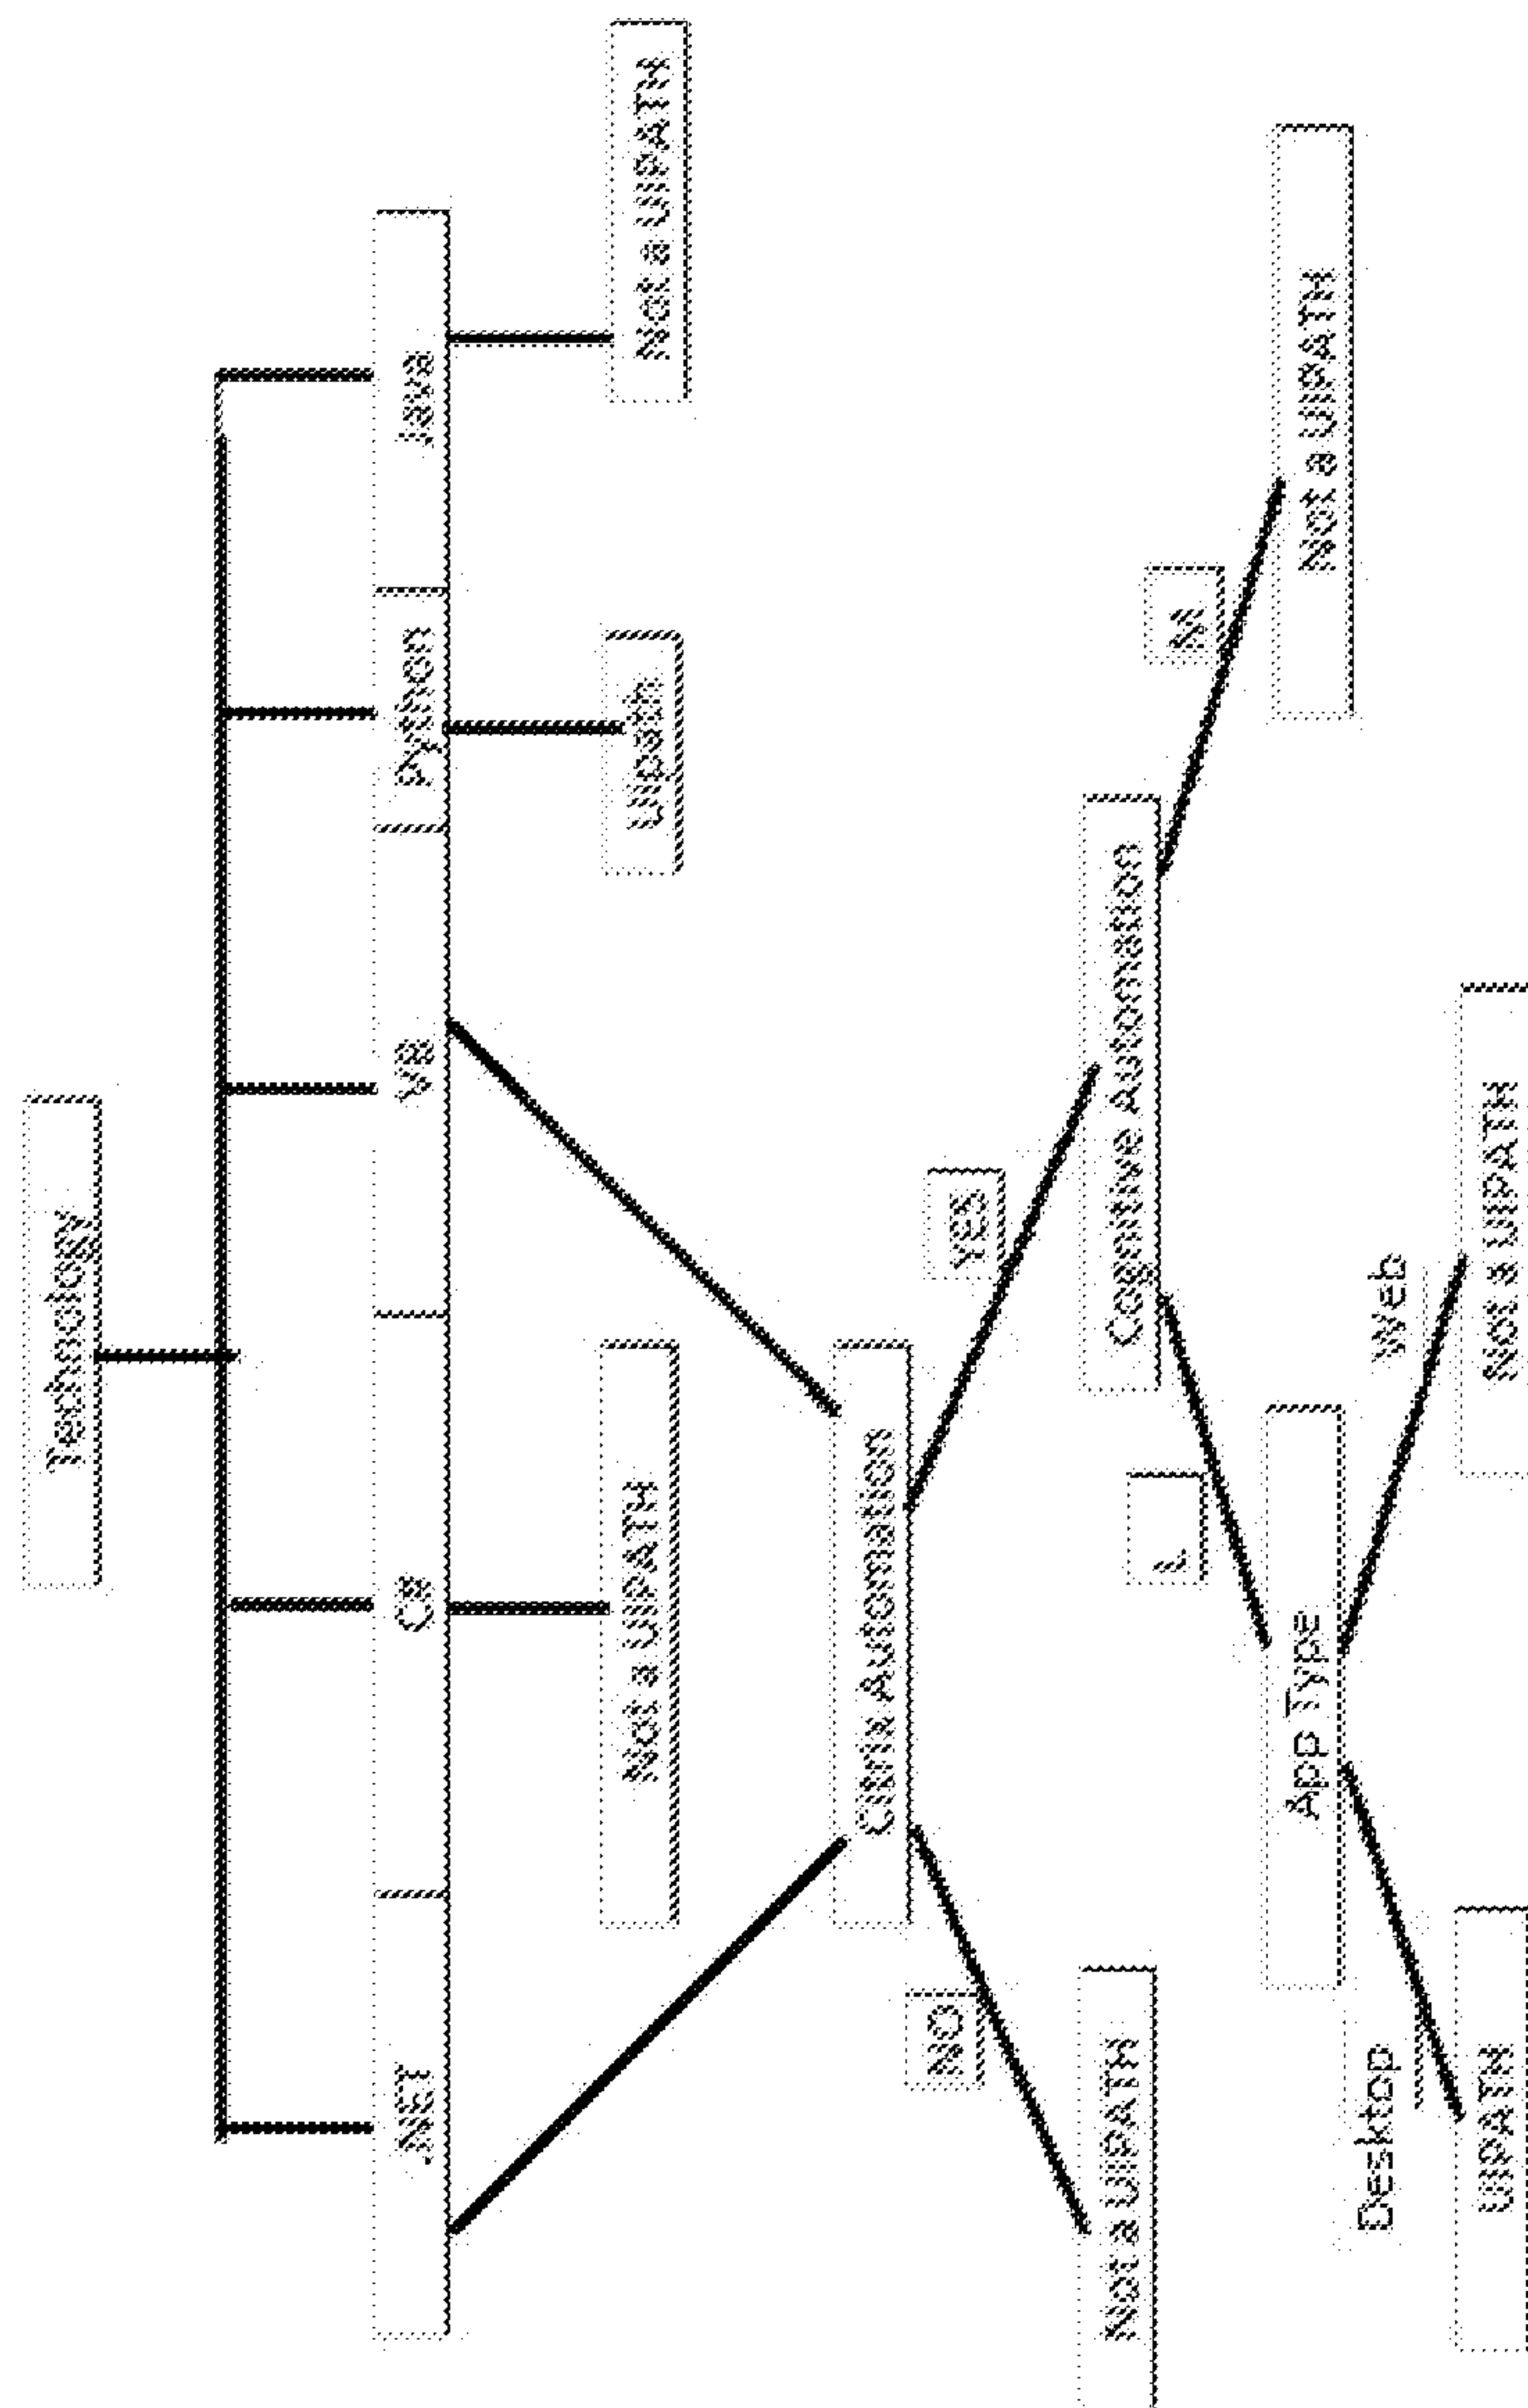 Technology
.NET
C#
VB
Python
Java
Not a UIPATH
Uipath
Not a UIPATH
Citrix Automation
NO
YES
Not a UIPATH
Cognitive Automation
L
M
App Type
Not a UIPATH
Desktop
Web
UIPATH
Not a UIPATH